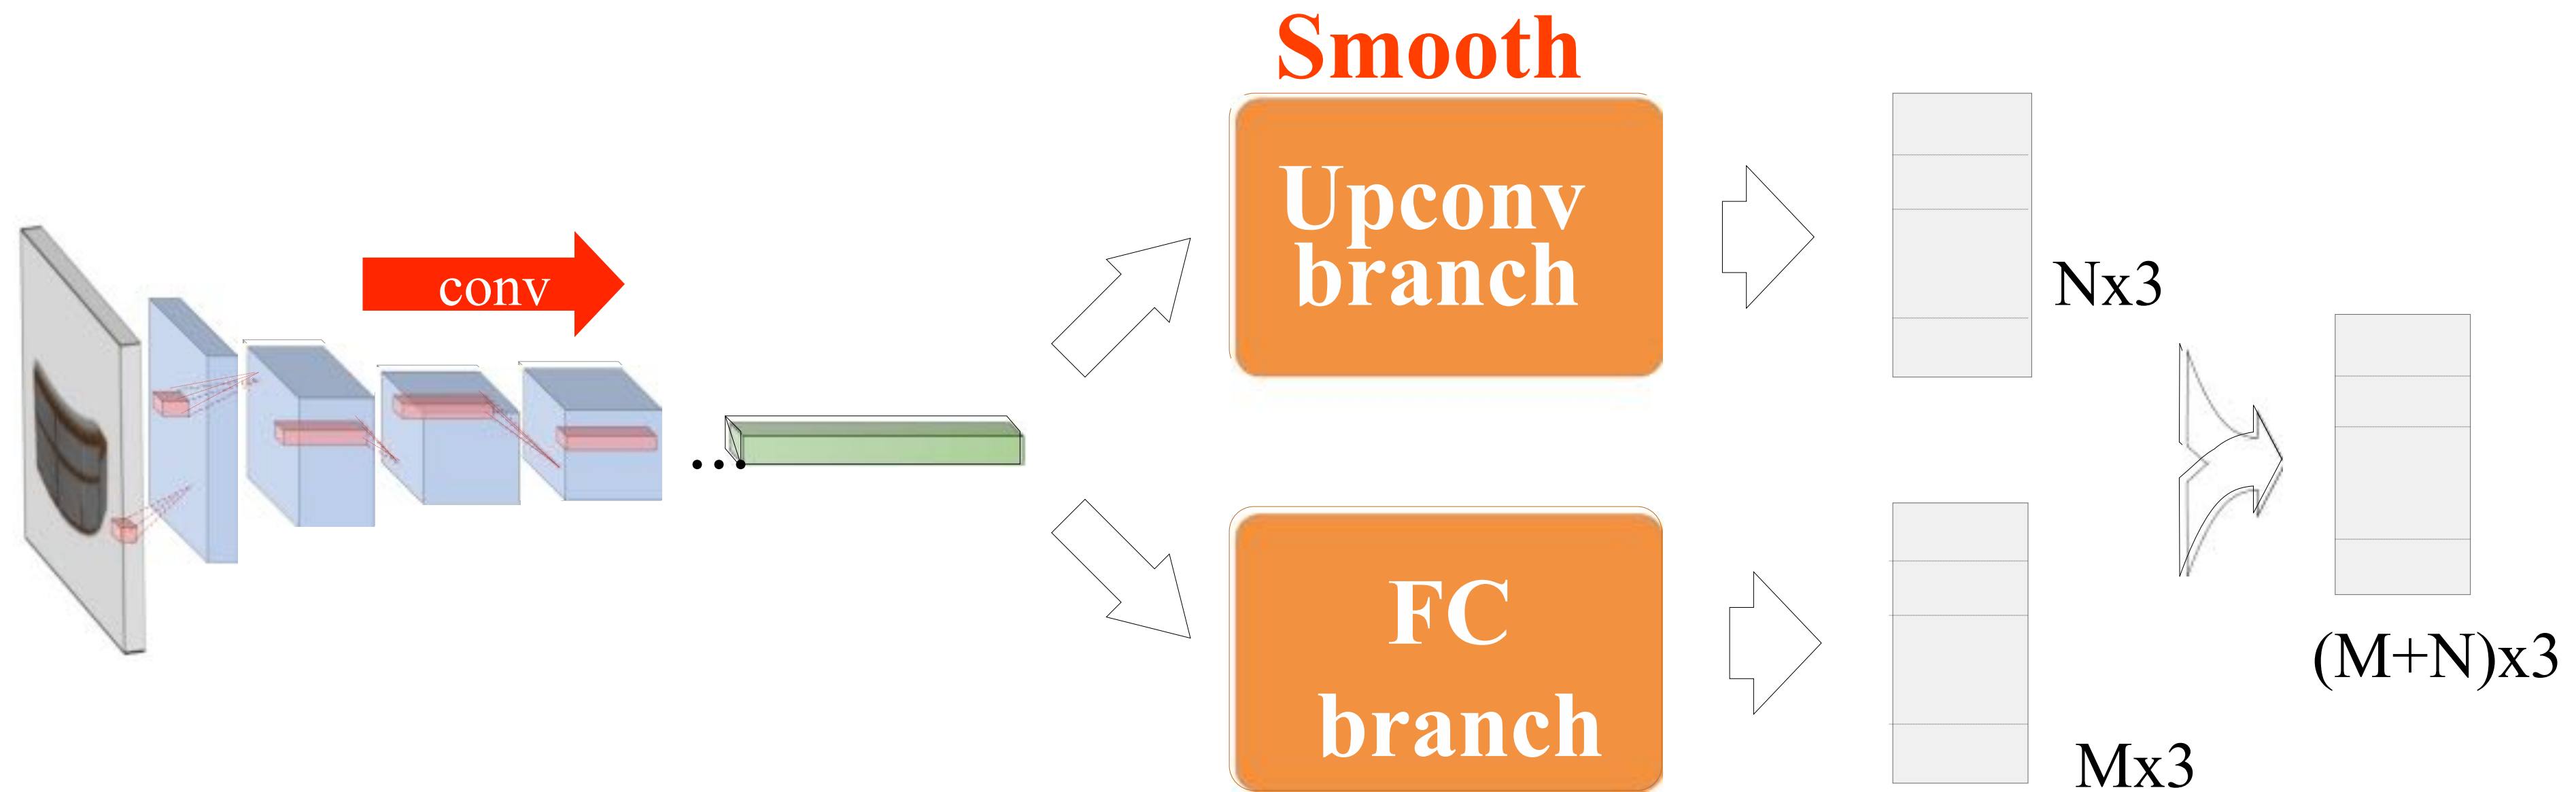 Smooth
conv
Upconv
branch
Nx3
...
FC
branch
Mx3
(M+N)x3